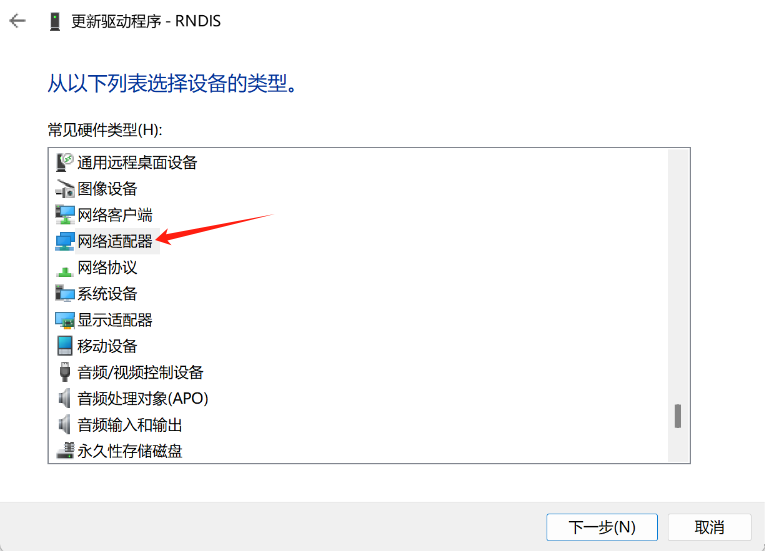 更新驱动程序 - RNDIS
从以下列表选择设备的类型。
常见硬件类型(H):
通用远程桌面设备
图像设备
网络客户端
网络适配器
网络协议
系统设备
显示适配器
移动设备
音频/视频控制设备
音频处理对象(APO)
音频输入和输出
永久性存储磁盘
下一步(N)
取消